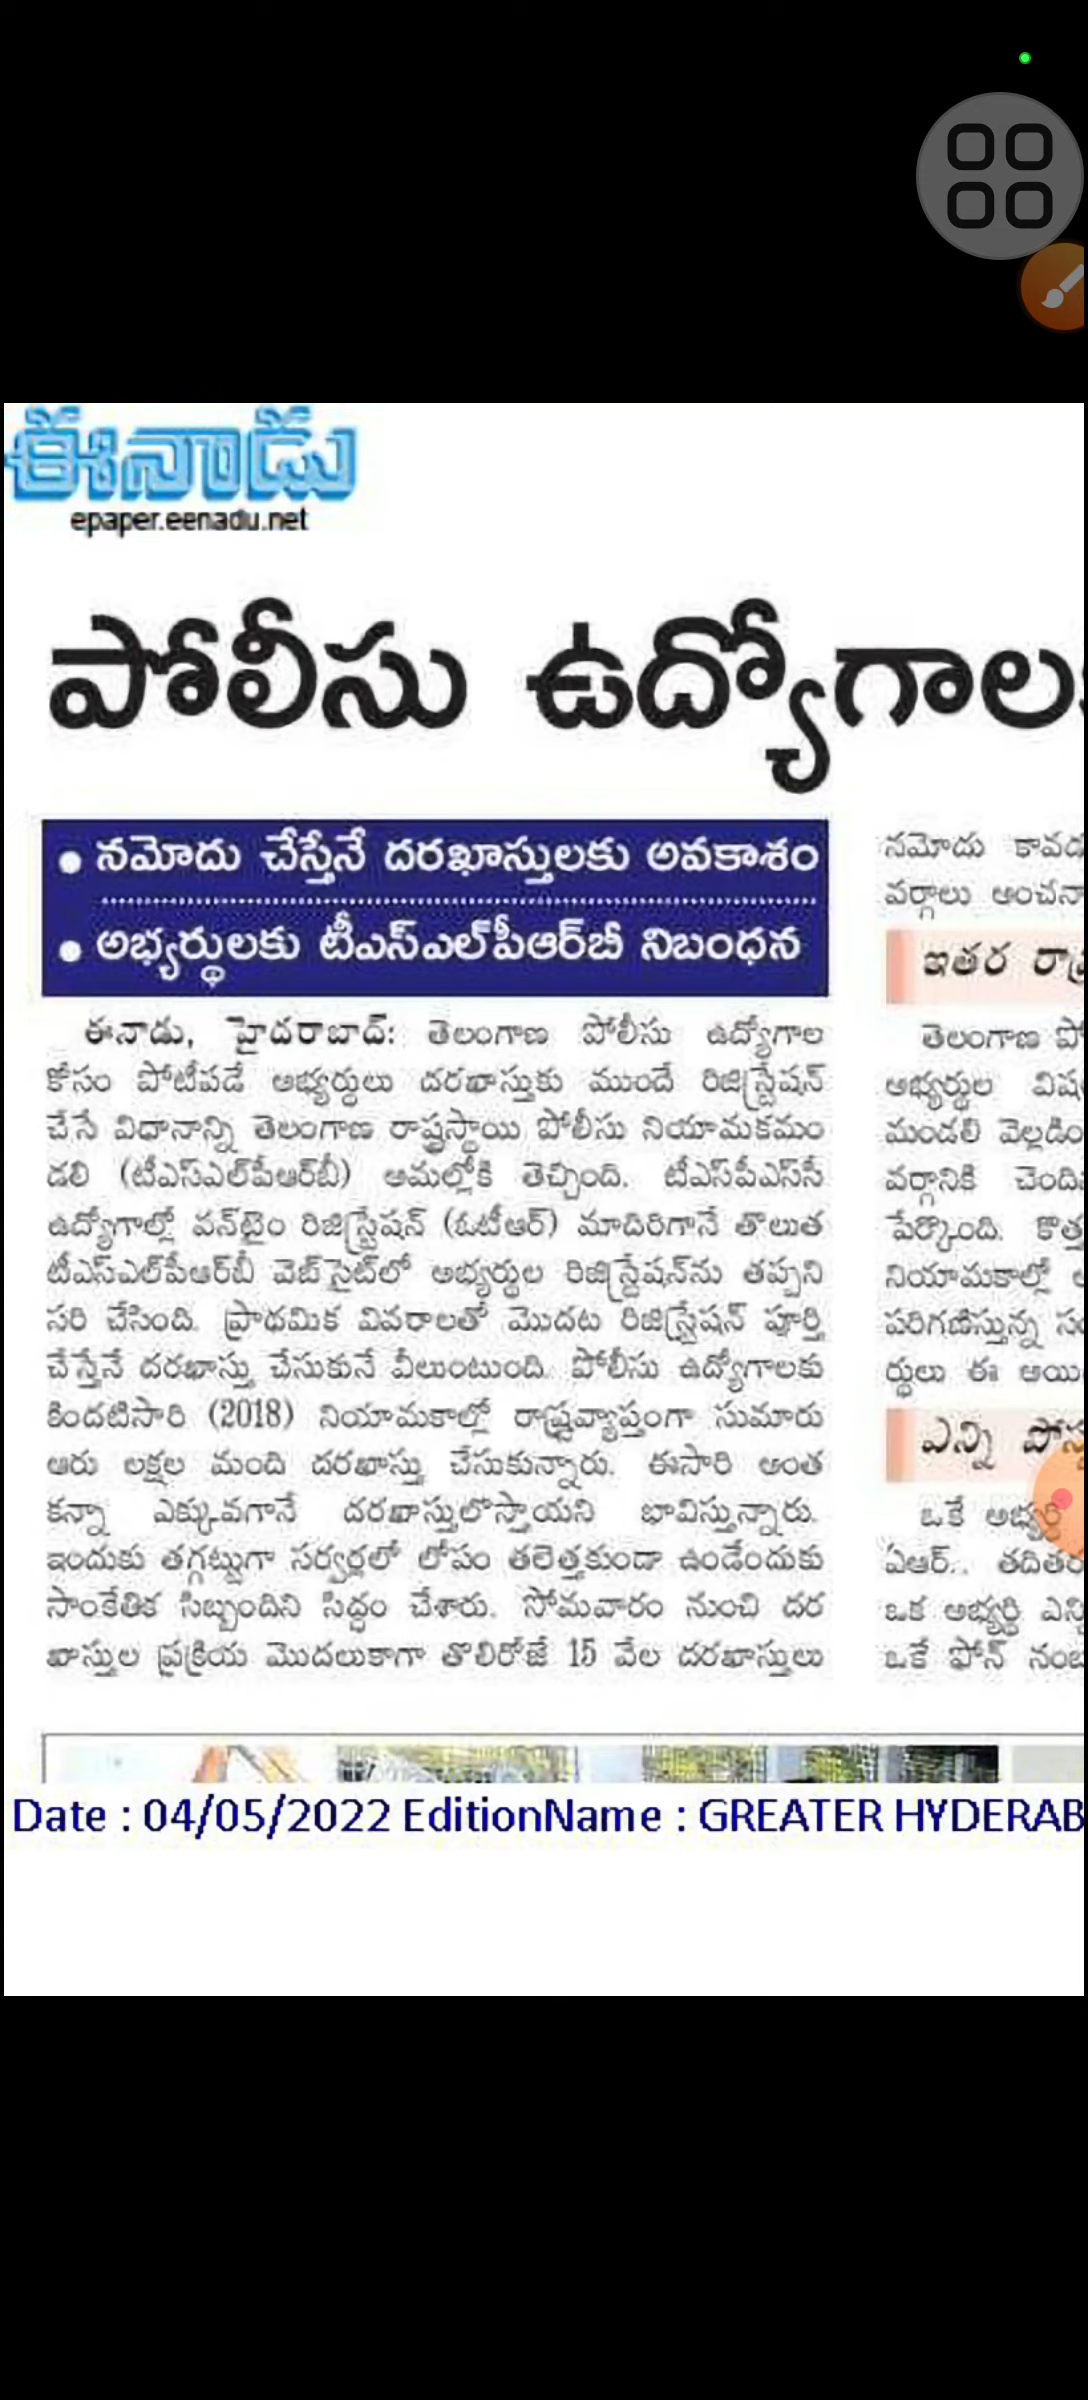 ఈనాడు
epaper.eenadu.net
పోలీసు ఉద్యోగాల
• నమోదు చేస్తేనే దరఖాస్తులకు అవకాశం
• అభ్యర్థులకు టీఎస్ఎల్‌పీఆర్‌బీ నిబంధన
ఈనాడు, హైదరాబాద్: తెలంగాణ పోలీసు ఉద్యోగాల
కోసం పోటీపడే అభ్యర్థులు దరఖాస్తుకు ముందే రిజిస్ట్రేషన్
చేసే విధానాన్ని తెలంగాణ రాష్ట్రస్థాయి పోలీసు నియామకమం
డలి (టీఎస్ఎల్‌పీఆర్‌బీ) అమల్లోకి తెచ్చింది. టీఎస్‌పీఎస్‌సీ
ఉద్యోగాల్లో వన్‌టైం రిజిస్ట్రేషన్ (ఓటీఆర్) మాదిరిగానే తొలుత
టీఎస్ఎల్‌పీఆర్‌బీ వెబ్‌సైట్‌లో అభ్యర్థుల రిజిస్ట్రేషన్‌ను తప్పని
సరి చేసింది. ప్రాథమిక వివరాలతో మొదట రిజిస్ట్రేషన్ పూర్తి
చేస్తేనే దరఖాస్తు చేసుకునే వీలుంటుంది. పోలీసు ఉద్యోగాలకు
కిందటిసారి (2018) నియామకాల్లో రాష్ట్రవ్యాప్తంగా సుమారు
ఆరు లక్షల మంది దరఖాస్తు చేసుకున్నారు. ఈసారి అంత
కన్నా ఎక్కువగానే దరఖాస్తులొస్తాయని భావిస్తున్నారు.
ఇందుకు తగ్గట్టుగా సర్వర్లలో లోపం తలెత్తకుండా ఉండేందుకు
సాంకేతిక సిబ్బందిని సిద్ధం చేశారు. సోమవారం నుంచి దర
ఖాస్తుల ప్రక్రియ మొదలుకాగా తొలిరోజే 15 వేల దరఖాస్తులు
నమోదు
వర్గాలు
ఇతర
తెలంగాణ
అభ్యర్థుల
మండలి
వర్గానికి
పేర్కొంది. కొత్త
నియామకాల్లో
పరిగణిస్తున్న
ర్థులు ఈ
ఎన్ని
ఒకే అభ్యర్థి
ఏఆర్..
ఒక అభ్యర్థి
ఒకే ఫోన్
Date : 04/05/2022 EditionName : GREATER HYDERAB